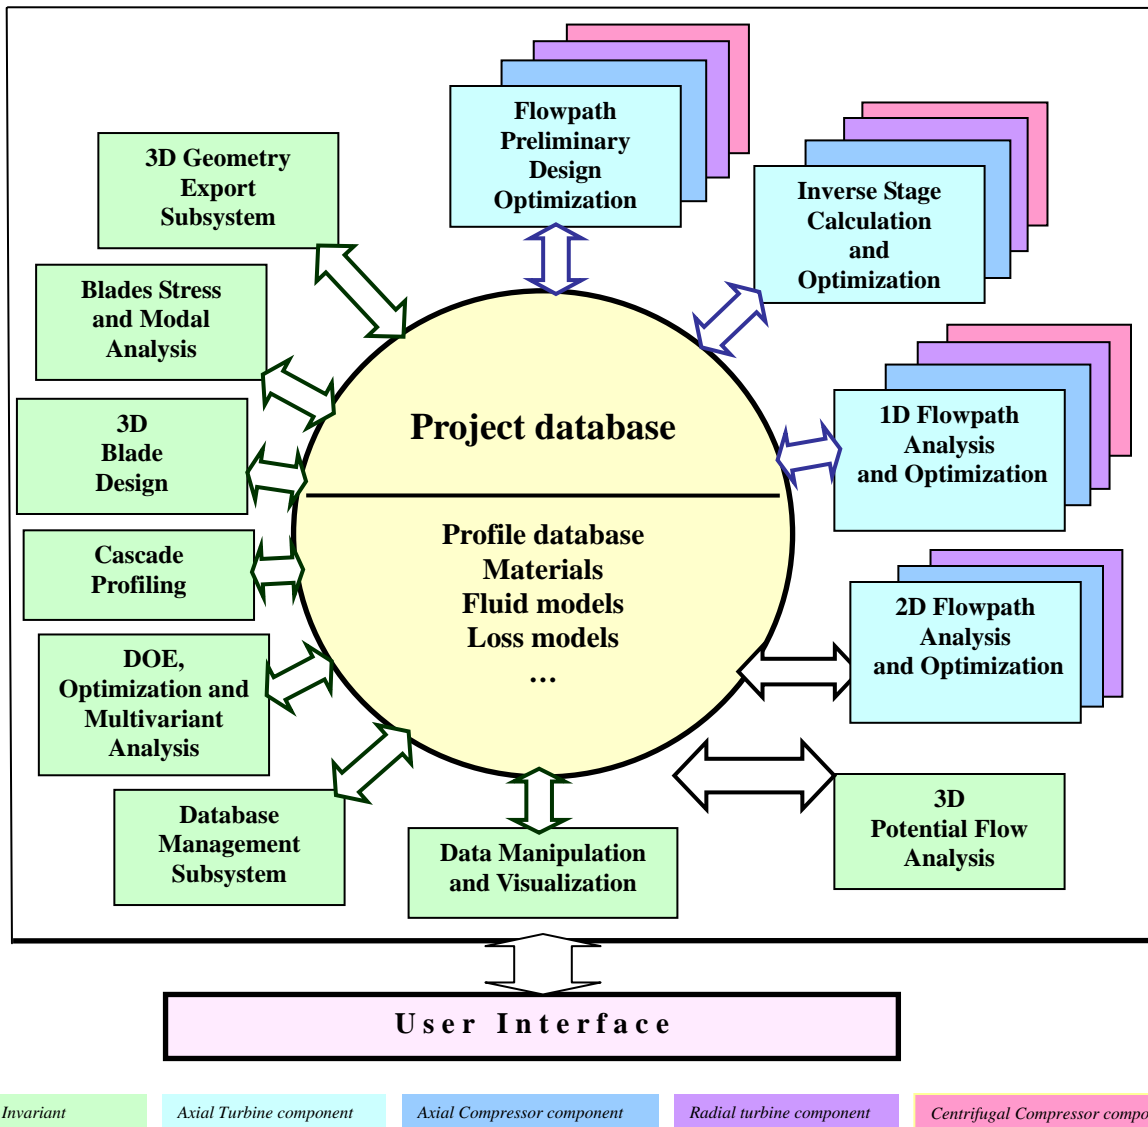 Flowpath
Preliminary
Design
Optimization
3D Geometry
Export
Subsystem
Inverse Stage
Calculation
and
Optimization
Blades Stress
and Modal
Analysis
1D Flowpath
Analysis
and Optimization
3D
Blade
Design
Project database
Profile database
Materials
Fluid models
Loss models
...
Cascade
Profiling
2D Flowpath
Analysis
and Optimization
DOE,
Optimization and
Multivariant
Analysis
Database
Management
Subsystem
Data Manipulation
and Visualization
3D
Potential Flow
Analysis
User Interface
Invariant
Axial Turbine component
Axial Compressor component
Radial turbine component
Centrifugal Compressor compo